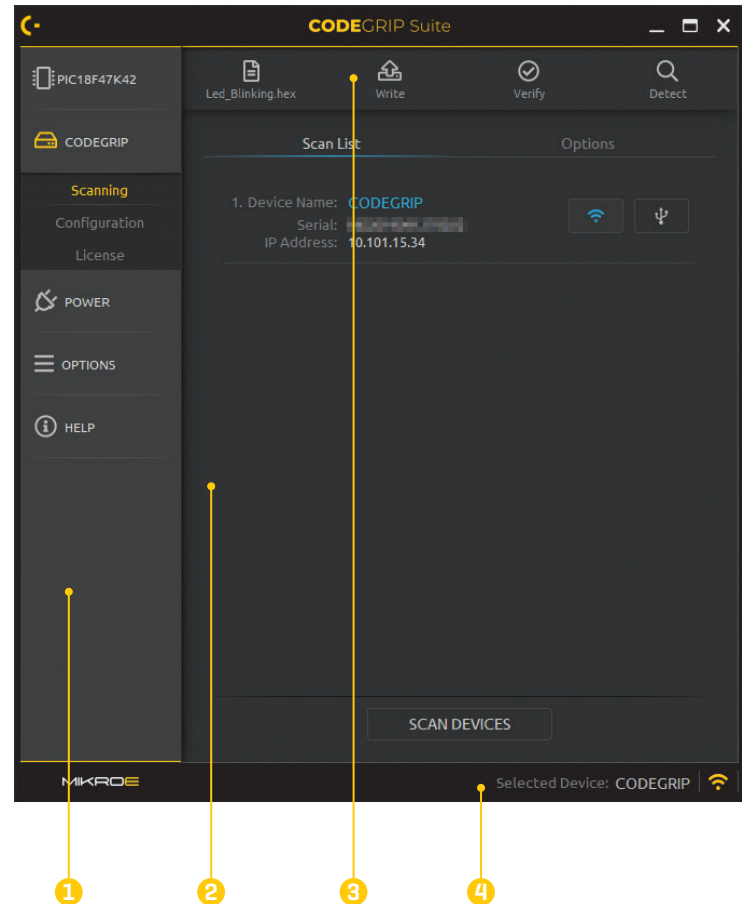 CODEGRIP Suite
PIC18F47K42
CODEGRIP
Scanning
Configuration
License
POWER
OPTIONS
HELP
Led_Blinking.hex
Write
Verify
Detect
Scan List
Options
1. Device Name: CODEGRIP
Serial:
IP Address: 10.101.15.34
SCAN DEVICES
MIKROE
Selected Device: CODEGRIP
1 2 3 4